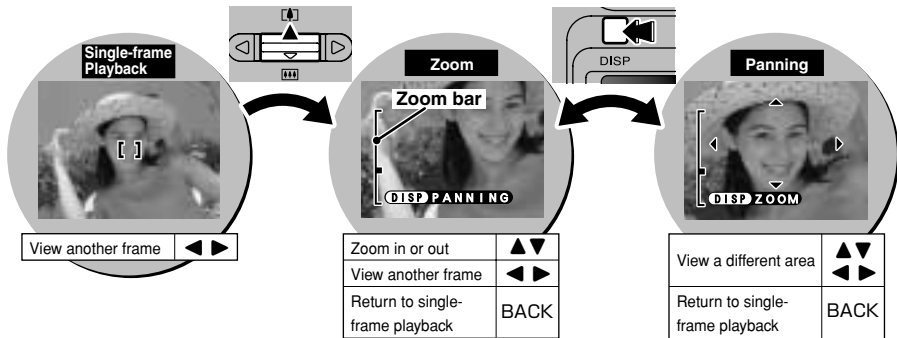 Single-frame
Playback
DISP
Zoom
Panning
Zoom bar
DISP PANNING
DISP ZOOM
View another frame ◀ ▶
Zoom in or out ▲▼
View another frame ◀ ▶
Return to single-
frame playback BACK
View a different area ▲▼ ◀ ▶
Return to single-
frame playback BACK